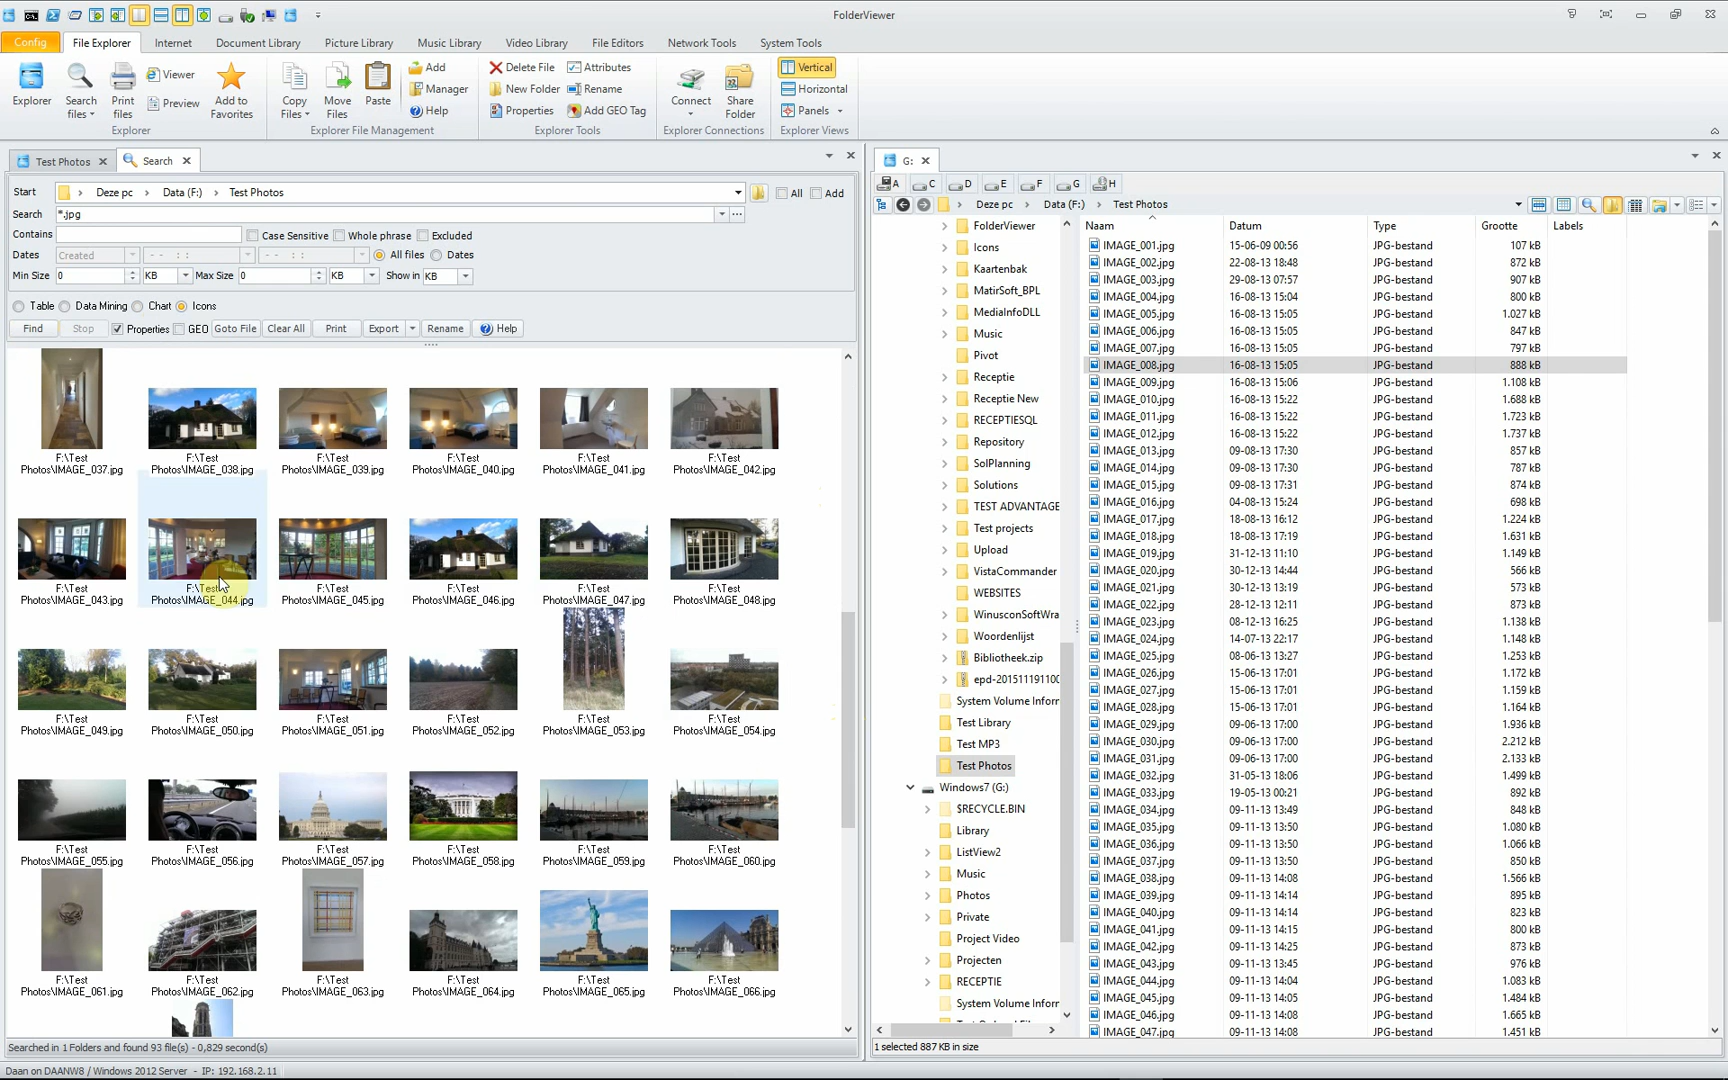 FolderViewer
Config File Explorer Internet Document Library Picture Library Music Library Video Library File Editors Network Tools System Tools
Explorer Search files Print files Viewer Preview Add to Favorites Copy Files Move Files Paste Add Manager Help Delete File New Folder Properties Attributes Rename Add GEO Tag Connect Share Folder Vertical Horizontal Panels
Explorer Explorer File Management Explorer Tools Explorer Connections Explorer Views
Test Photos Search
Start Deze pc Data (F:) Test Photos All Add
Search *.jpg
Contains Case Sensitive Whole phrase Excluded
Dates Created - - : : - - : : All files Dates
Min Size 0 KB Max Size 0 KB Show in KB
Table Data Mining Chart Icons
Find Stop Properties GEO Goto File Clear All Print Export Rename Help
F:\Test Photos\IMAGE_037.jpg
F:\Test Photos\IMAGE_038.jpg
F:\Test Photos\IMAGE_039.jpg
F:\Test Photos\IMAGE_040.jpg
F:\Test Photos\IMAGE_041.jpg
F:\Test Photos\IMAGE_042.jpg
F:\Test Photos\IMAGE_043.jpg
F:\Test Photos\IMAGE_044.jpg
F:\Test Photos\IMAGE_045.jpg
F:\Test Photos\IMAGE_046.jpg
F:\Test Photos\IMAGE_047.jpg
F:\Test Photos\IMAGE_048.jpg
F:\Test Photos\IMAGE_049.jpg
F:\Test Photos\IMAGE_050.jpg
F:\Test Photos\IMAGE_051.jpg
F:\Test Photos\IMAGE_052.jpg
F:\Test Photos\IMAGE_053.jpg
F:\Test Photos\IMAGE_054.jpg
F:\Test Photos\IMAGE_055.jpg
F:\Test Photos\IMAGE_056.jpg
F:\Test Photos\IMAGE_057.jpg
F:\Test Photos\IMAGE_058.jpg
F:\Test Photos\IMAGE_059.jpg
F:\Test Photos\IMAGE_060.jpg
F:\Test Photos\IMAGE_061.jpg
F:\Test Photos\IMAGE_062.jpg
F:\Test Photos\IMAGE_063.jpg
F:\Test Photos\IMAGE_064.jpg
F:\Test Photos\IMAGE_065.jpg
F:\Test Photos\IMAGE_066.jpg
Searched in 1 Folders and found 93 file(s) - 0,829 second(s)
G:
A C D E F G H
Deze pc Data (F:) Test Photos
FolderViewer
Icons
Kaartenbak
MatirSoft_BPL
MediaInfoDLL
Music
Pivot
Receptie
Receptie New
RECEPTIESQL
Repository
SolPlanning
Solutions
TEST ADVANTAGE
Test projects
Upload
VistaCommander
WEBSITES
WinusconSoftWra
Woordenlijst
Bibliotheek.zip
epd-201511191100
System Volume Inforr
Test Library
Test MP3
Test Photos
Windows7 (G:)
$RECYCLE.BIN
Library
ListView2
Music
Photos
Private
Project Video
Projecten
RECEPTIE
System Volume Inforr
Naam Datum Type Grootte Labels
IMAGE_001.jpg 15-06-09 00:56 JPG-bestand 107 kB
IMAGE_002.jpg 22-08-13 18:48 JPG-bestand 872 kB
IMAGE_003.jpg 29-08-13 07:57 JPG-bestand 907 kB
IMAGE_004.jpg 16-08-13 15:04 JPG-bestand 800 kB
IMAGE_005.jpg 16-08-13 15:05 JPG-bestand 1.027 kB
IMAGE_006.jpg 16-08-13 15:05 JPG-bestand 847 kB
IMAGE_007.jpg 16-08-13 15:05 JPG-bestand 797 kB
IMAGE_008.jpg 16-08-13 15:05 JPG-bestand 888 kB
IMAGE_009.jpg 16-08-13 15:06 JPG-bestand 1.108 kB
IMAGE_010.jpg 16-08-13 15:22 JPG-bestand 1.688 kB
IMAGE_011.jpg 16-08-13 15:22 JPG-bestand 1.723 kB
IMAGE_012.jpg 16-08-13 15:22 JPG-bestand 1.737 kB
IMAGE_013.jpg 09-08-13 17:30 JPG-bestand 857 kB
IMAGE_014.jpg 09-08-13 17:30 JPG-bestand 787 kB
IMAGE_015.jpg 09-08-13 17:31 JPG-bestand 874 kB
IMAGE_016.jpg 04-08-13 15:24 JPG-bestand 698 kB
IMAGE_017.jpg 18-08-13 16:12 JPG-bestand 1.224 kB
IMAGE_018.jpg 18-08-13 17:19 JPG-bestand 1.631 kB
IMAGE_019.jpg 31-12-13 11:10 JPG-bestand 1.149 kB
IMAGE_020.jpg 30-12-13 14:44 JPG-bestand 566 kB
IMAGE_021.jpg 30-12-13 13:19 JPG-bestand 573 kB
IMAGE_022.jpg 28-12-13 12:11 JPG-bestand 873 kB
IMAGE_023.jpg 08-12-13 16:25 JPG-bestand 1.138 kB
IMAGE_024.jpg 14-07-13 22:17 JPG-bestand 1.148 kB
IMAGE_025.jpg 08-06-13 13:27 JPG-bestand 1.253 kB
IMAGE_026.jpg 15-06-13 17:01 JPG-bestand 1.172 kB
IMAGE_027.jpg 15-06-13 17:01 JPG-bestand 1.159 kB
IMAGE_028.jpg 15-06-13 17:01 JPG-bestand 1.164 kB
IMAGE_029.jpg 09-06-13 17:00 JPG-bestand 1.936 kB
IMAGE_030.jpg 09-06-13 17:00 JPG-bestand 2.212 kB
IMAGE_031.jpg 09-06-13 17:00 JPG-bestand 2.133 kB
IMAGE_032.jpg 31-05-13 18:06 JPG-bestand 1.499 kB
IMAGE_033.jpg 19-05-13 00:21 JPG-bestand 892 kB
IMAGE_034.jpg 09-11-13 13:49 JPG-bestand 848 kB
IMAGE_035.jpg 09-11-13 13:50 JPG-bestand 1.080 kB
IMAGE_036.jpg 09-11-13 13:50 JPG-bestand 1.066 kB
IMAGE_037.jpg 09-11-13 13:50 JPG-bestand 850 kB
IMAGE_038.jpg 09-11-13 14:08 JPG-bestand 1.566 kB
IMAGE_039.jpg 09-11-13 14:14 JPG-bestand 895 kB
IMAGE_040.jpg 09-11-13 14:14 JPG-bestand 823 kB
IMAGE_041.jpg 09-11-13 14:15 JPG-bestand 800 kB
IMAGE_042.jpg 09-11-13 14:25 JPG-bestand 873 kB
IMAGE_043.jpg 09-11-13 13:45 JPG-bestand 976 kB
IMAGE_044.jpg 09-11-13 14:04 JPG-bestand 1.083 kB
IMAGE_045.jpg 09-11-13 14:05 JPG-bestand 1.484 kB
IMAGE_046.jpg 09-11-13 14:08 JPG-bestand 1.665 kB
IMAGE_047.jpg 09-11-13 14:08 JPG-bestand 1.451 kB
1 selected 887 KB in size
Daan on DAANW8 / Windows 2012 Server - IP: 192.168.2.11